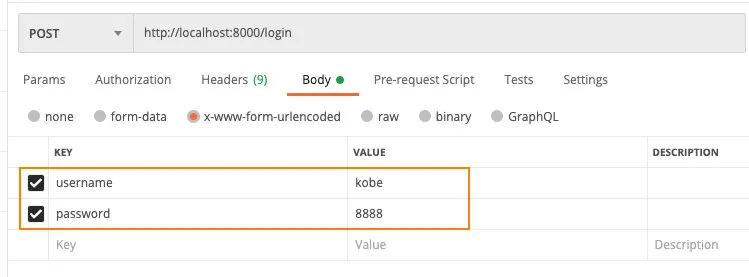 POST http://localhost:8000/login
Params Authorization Headers (9) Body Pre-request Script Tests Settings
none form-data x-www-form-urlencoded raw binary GraphQL
KEY VALUE DESCRIPTION
username kobe
password 8888
Key Value Description